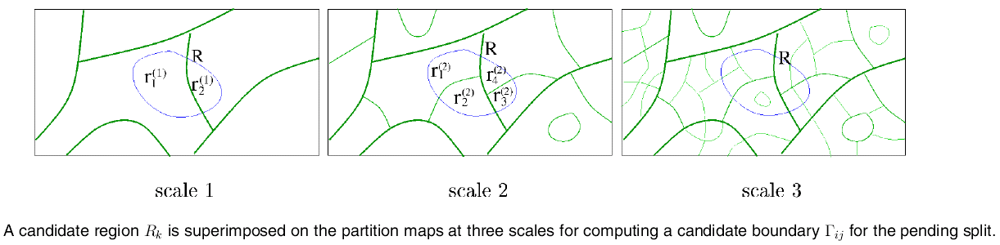 R
r₁⁽¹⁾
r₂⁽¹⁾
R
r₁⁽²⁾
r₄⁽²⁾
r₂⁽²⁾
r₃⁽²⁾
R
scale 1
scale 2
scale 3
A candidate region Rₖ is superimposed on the partition maps at three scales for computing a candidate boundary Γᵢⱼ for the pending split.